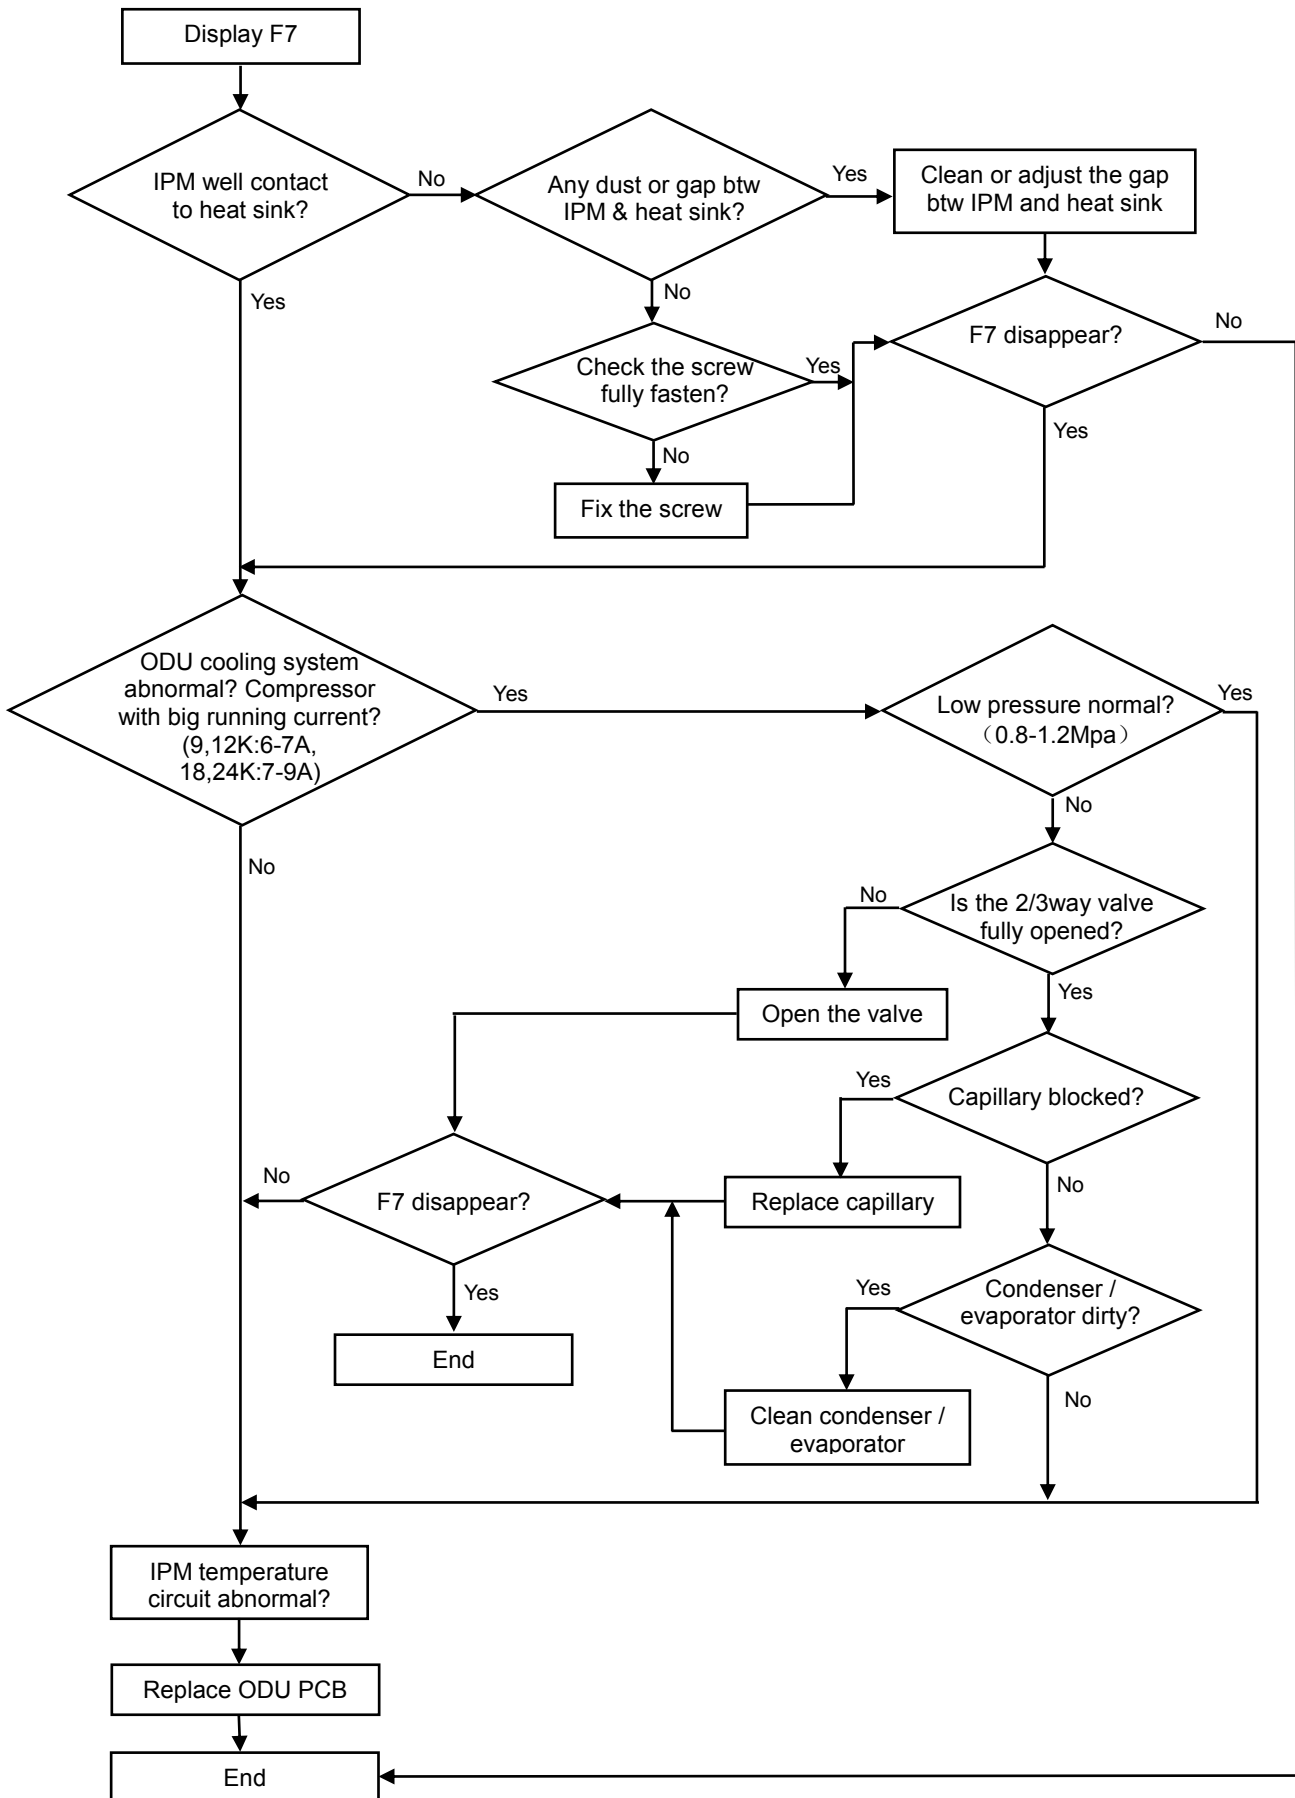 Display F7
IPM well contact
to heat sink?
No
Any dust or gap btw
IPM & heat sink?
Yes
Clean or adjust the gap
btw IPM and heat sink
Yes
No
F7 disappear?
No
Check the screw
fully fasten?
Yes
Yes
No
Fix the screw
ODU cooling system
abnormal? Compressor
with big running current?
(9,12K:6-7A,
18,24K:7-9A)
Yes
Low pressure normal?
（0.8-1.2Mpa）
Yes
No
No
Is the 2/3way valve
fully opened?
No
Yes
Open the valve
Capillary blocked?
Yes
No
Replace capillary
F7 disappear?
No
Yes
End
Condenser /
evaporator dirty?
Yes
No
Clean condenser /
evaporator
IPM temperature
circuit abnormal?
Replace ODU PCB
End